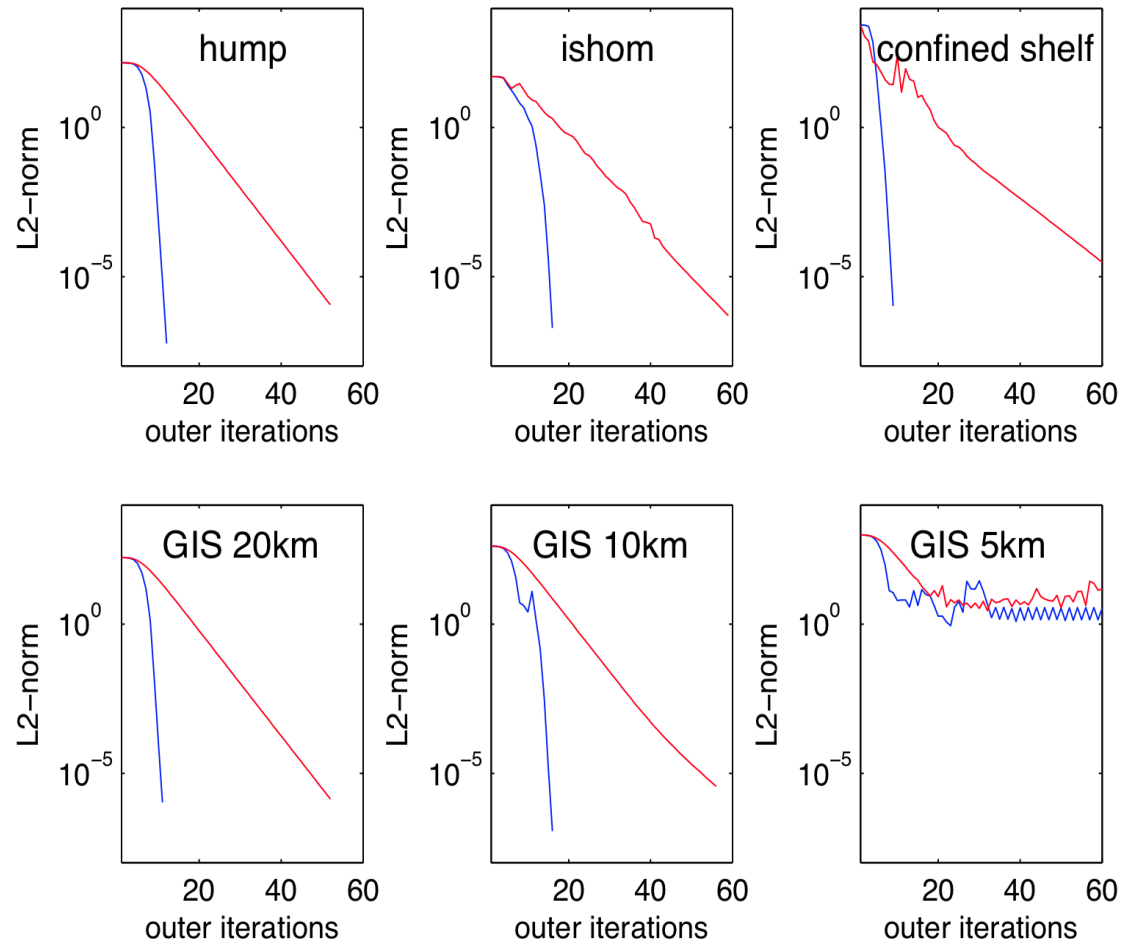 hump
L2-norm
10^0
10^-5
20 40 60
outer iterations
ishom
L2-norm
10^0
10^-5
20 40 60
outer iterations
confined shelf
L2-norm
10^0
10^-5
20 40 60
outer iterations
GIS 20km
L2-norm
10^0
10^-5
20 40 60
outer iterations
GIS 10km
L2-norm
10^0
10^-5
20 40 60
outer iterations
GIS 5km
L2-norm
10^0
10^-5
20 40 60
outer iterations